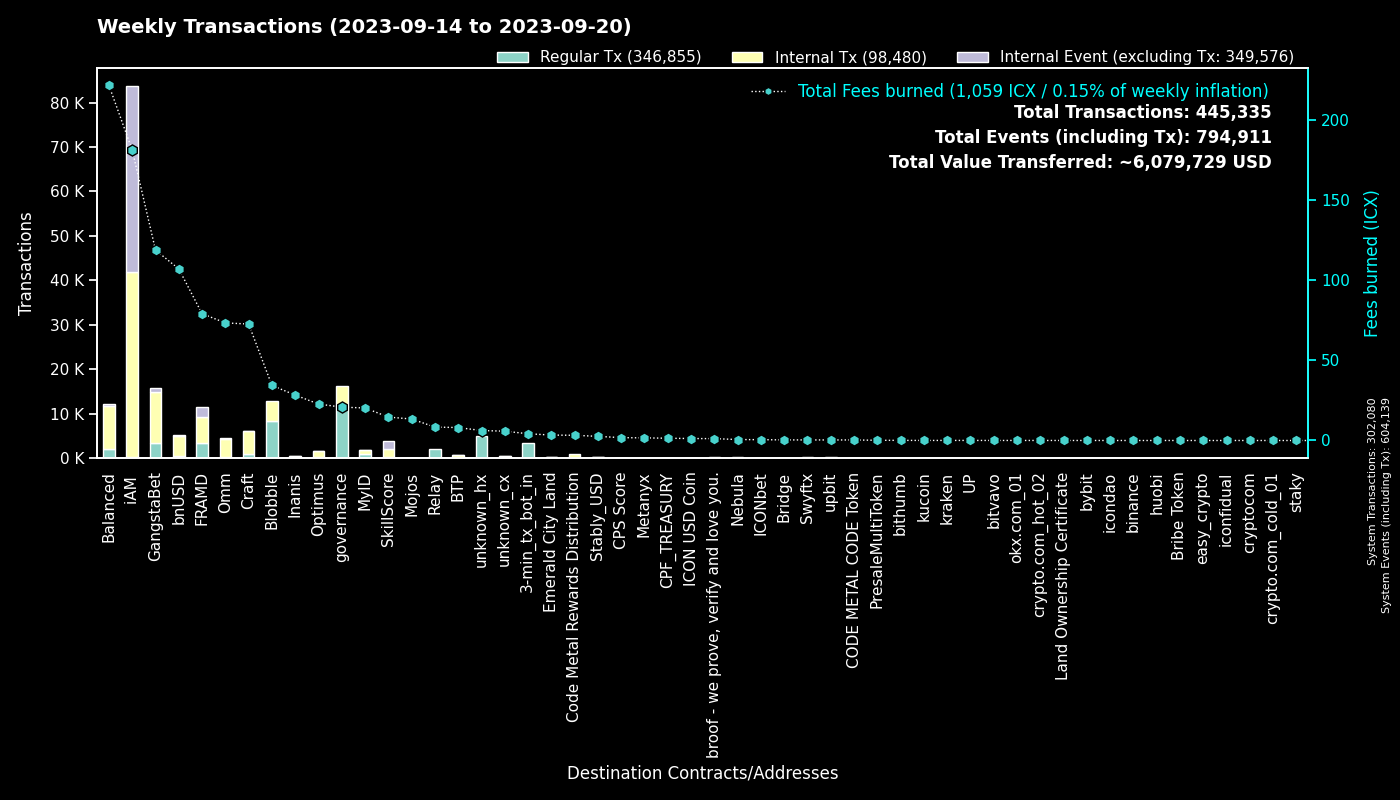 Weekly Transactions (2023-09-14 to 2023-09-20)
Regular Tx (346,855)
Internal Tx (98,480)
Internal Event (excluding Tx: 349,576)
Total Fees burned (1,059 ICX / 0.15% of weekly inflation)
Total Transactions: 445,335
Total Events (including Tx): 794,911
Total Value Transferred: ~6,079,729 USD
Transactions
80 K
70 K
60 K
50 K
40 K
30 K
20 K
10 K
0 K
200
150
100
50
0
Fees burned (ICX)
System Transactions: 302,080
System Events (including Tx): 604,139
Balanced
iAM
GangstaBet
bnUSD
FRAMD
Omm
Craft
Blobble
Inanis
Optimus
governance
MyID
SkillScore
Mojos
Relay
BTP
unknown_hx
unknown_cx
3-min_tx_bot_in
Emerald City Land
Code Metal Rewards Distribution
Stably_USD
CPS Score
Metanyx
CPF_TREASURY
ICON USD Coin
broof - we prove, verify and love you.
Nebula
ICONbet
Bridge
Swyftx
upbit
CODE METAL CODE Token
PresaleMultiToken
bithumb
kucoin
kraken
UP
bitvavo
okx.com_01
crypto.com_hot_02
Land Ownership Certificate
bybit
icondao
binance
huobi
Bribe Token
easy_crypto
iconfidual
cryptocom
crypto.com_cold_01
staky
Destination Contracts/Addresses